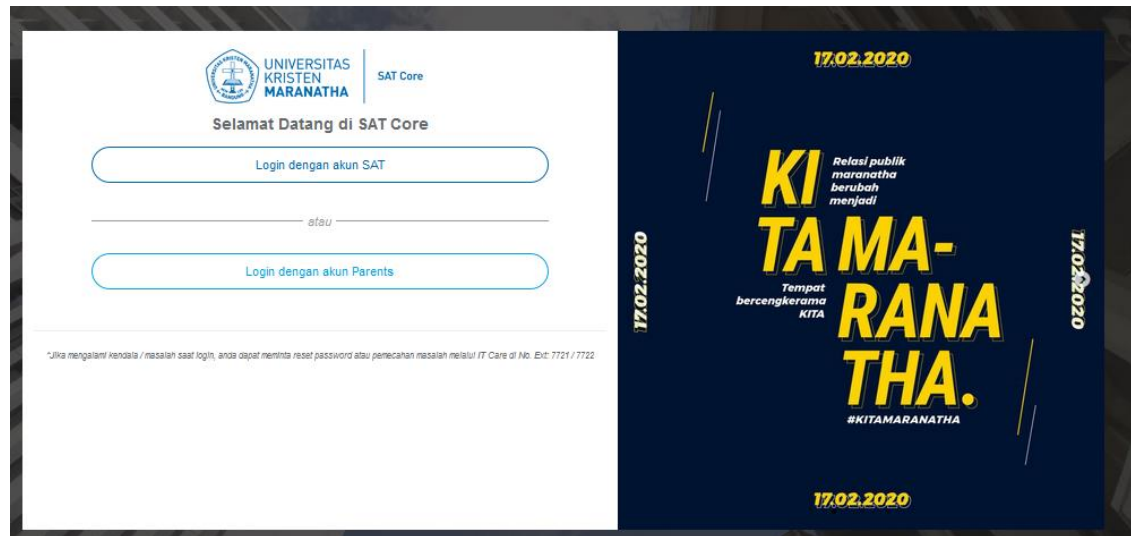 UNIVERSITAS
KRISTEN
MARANATHA
SAT Core
Selamat Datang di SAT Core
Login dengan akun SAT
atau
Login dengan akun Parents
*Jika mengalami kendala / masalah saat login, anda dapat meminta reset password atau pemecahan masalah melalui IT Care di No. Ext: 7721 / 7722
17.02.2020
KI
Relasi publik
maranatha
berubah
menjadi
TA MA-
Tempat
bercengkerama
KITA
RANA
THA.
#KITAMARANATHA
17.02.2020
17.02.2020
17.02.2020